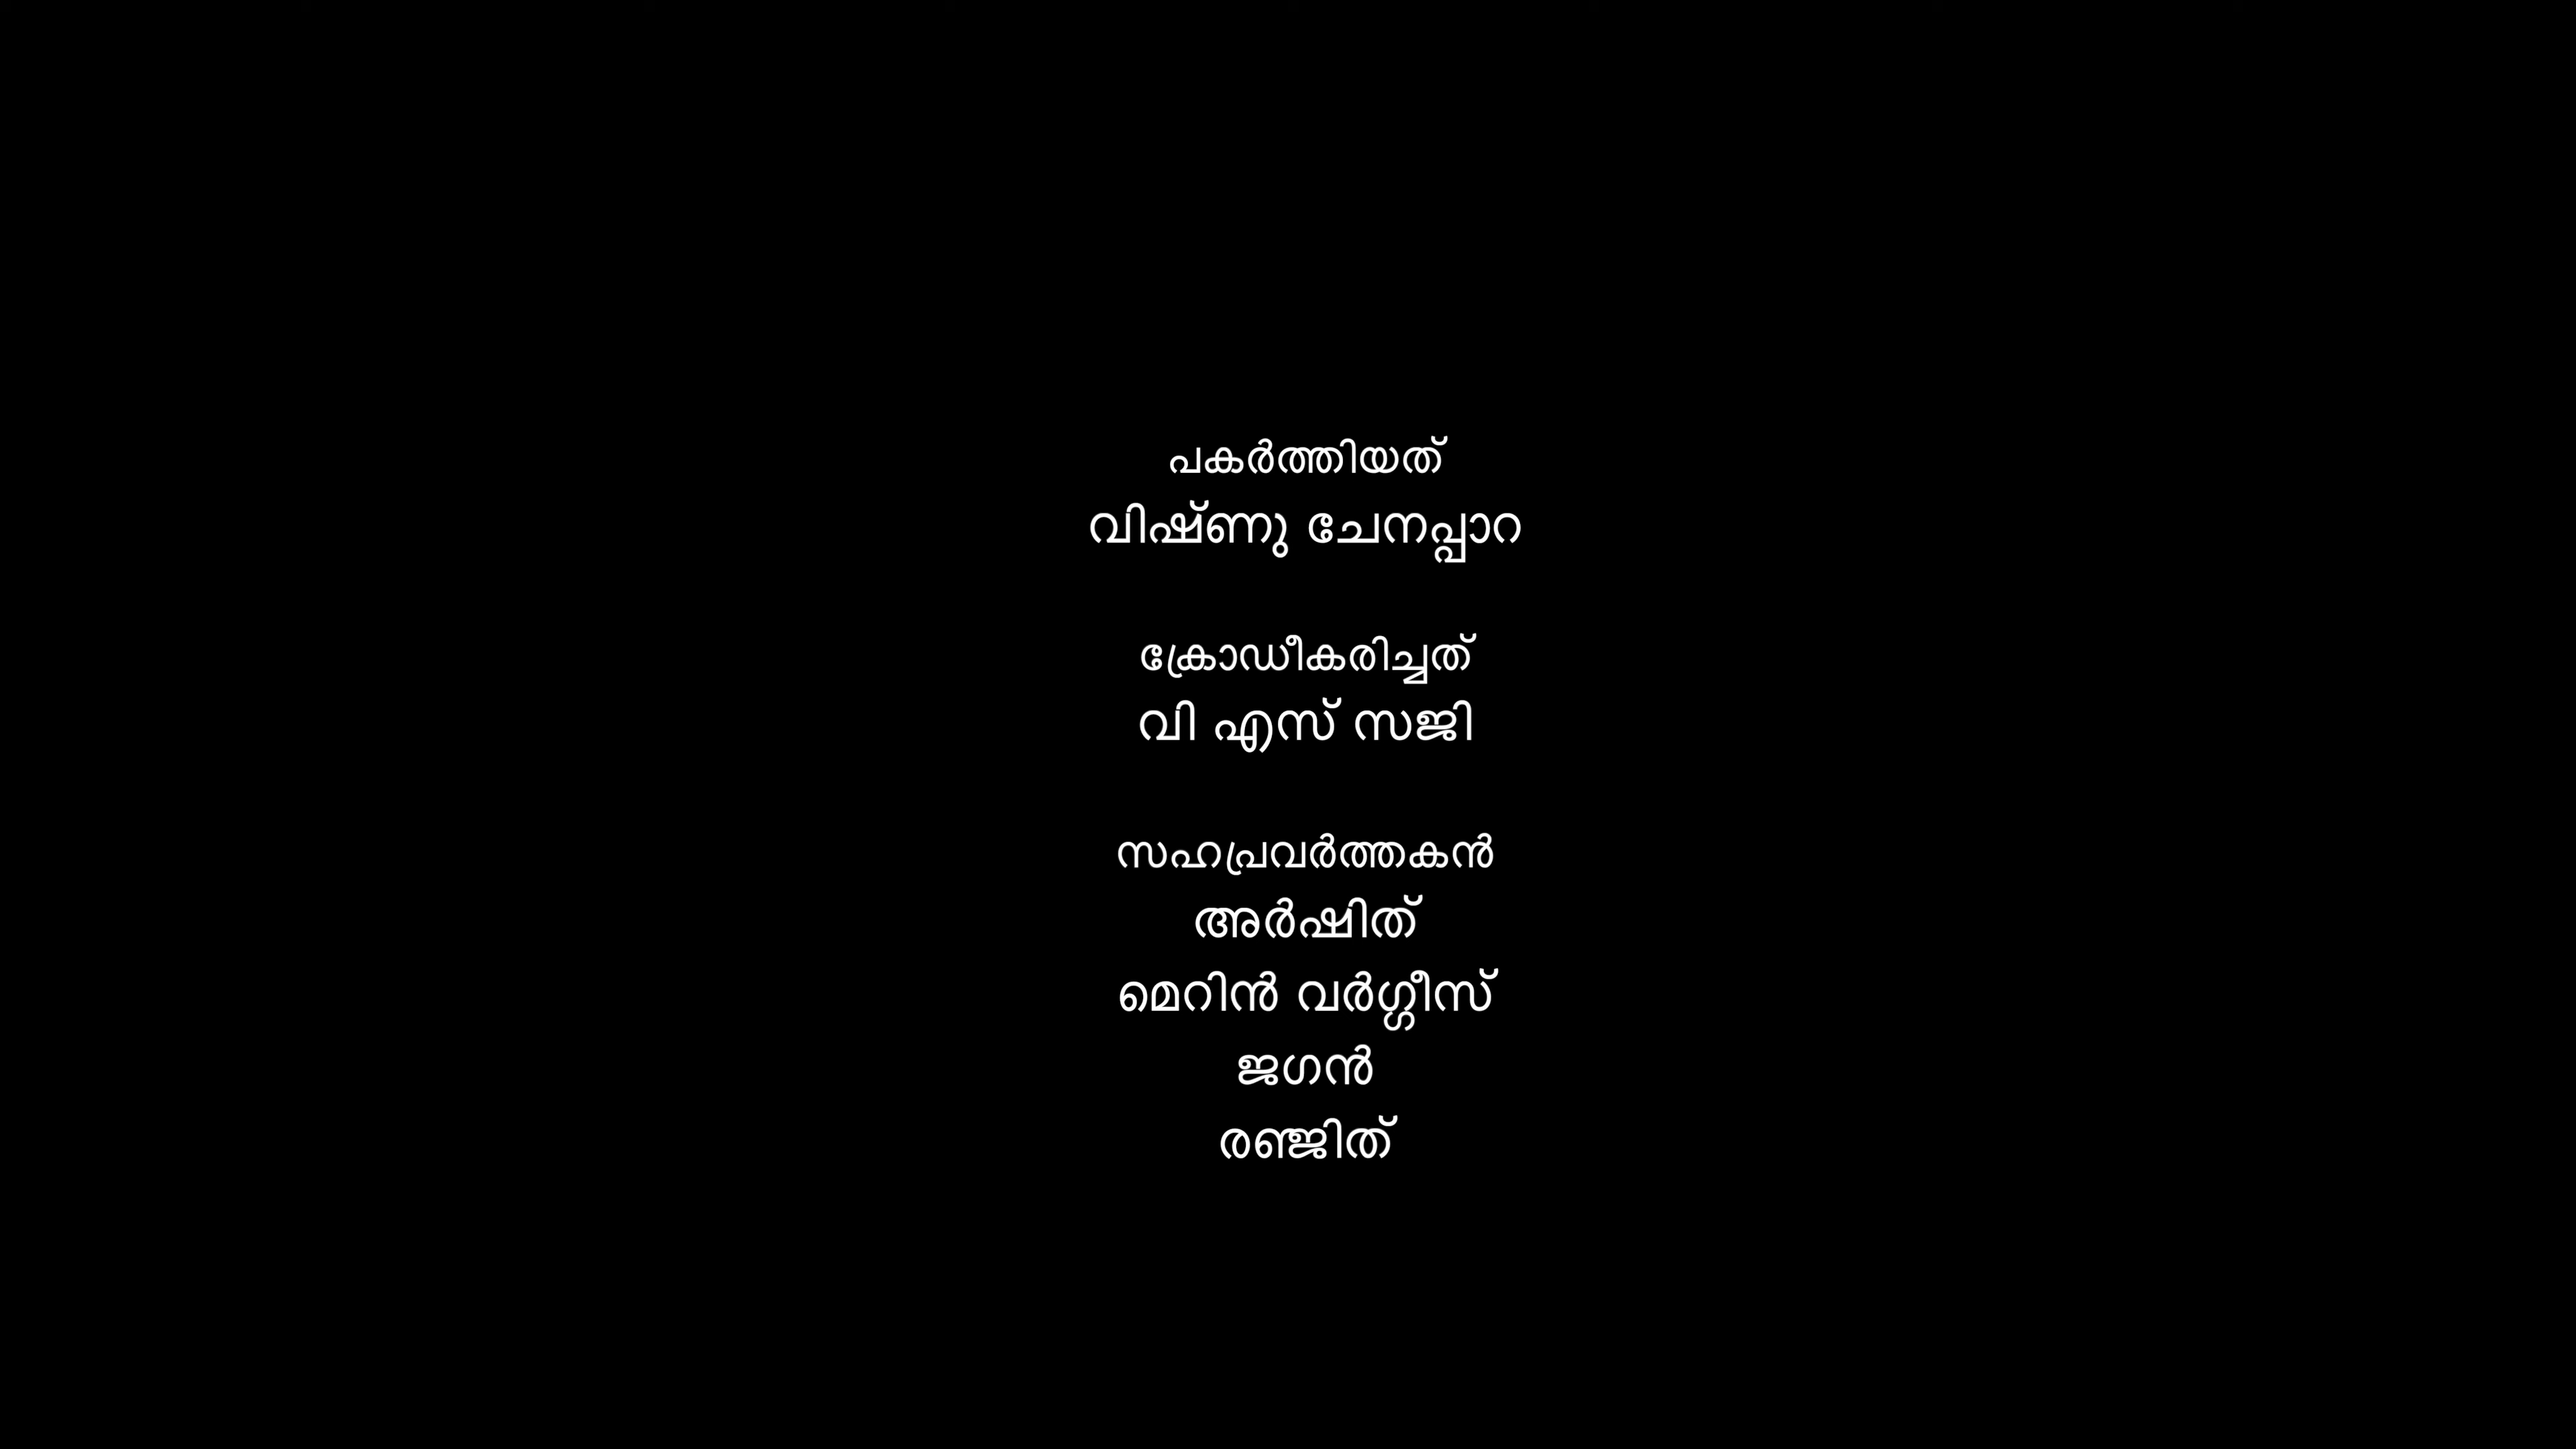 പകർത്തിയത്
വിഷ്ണു ചേനപ്പാറ
ക്രോഡീകരിച്ചത്
വി എസ് സജി
സഹപ്രവർത്തകൻ
അർഷിത്
മെറിൻ വർഗ്ഗീസ്
ജഗൻ
രഞ്ജിത്